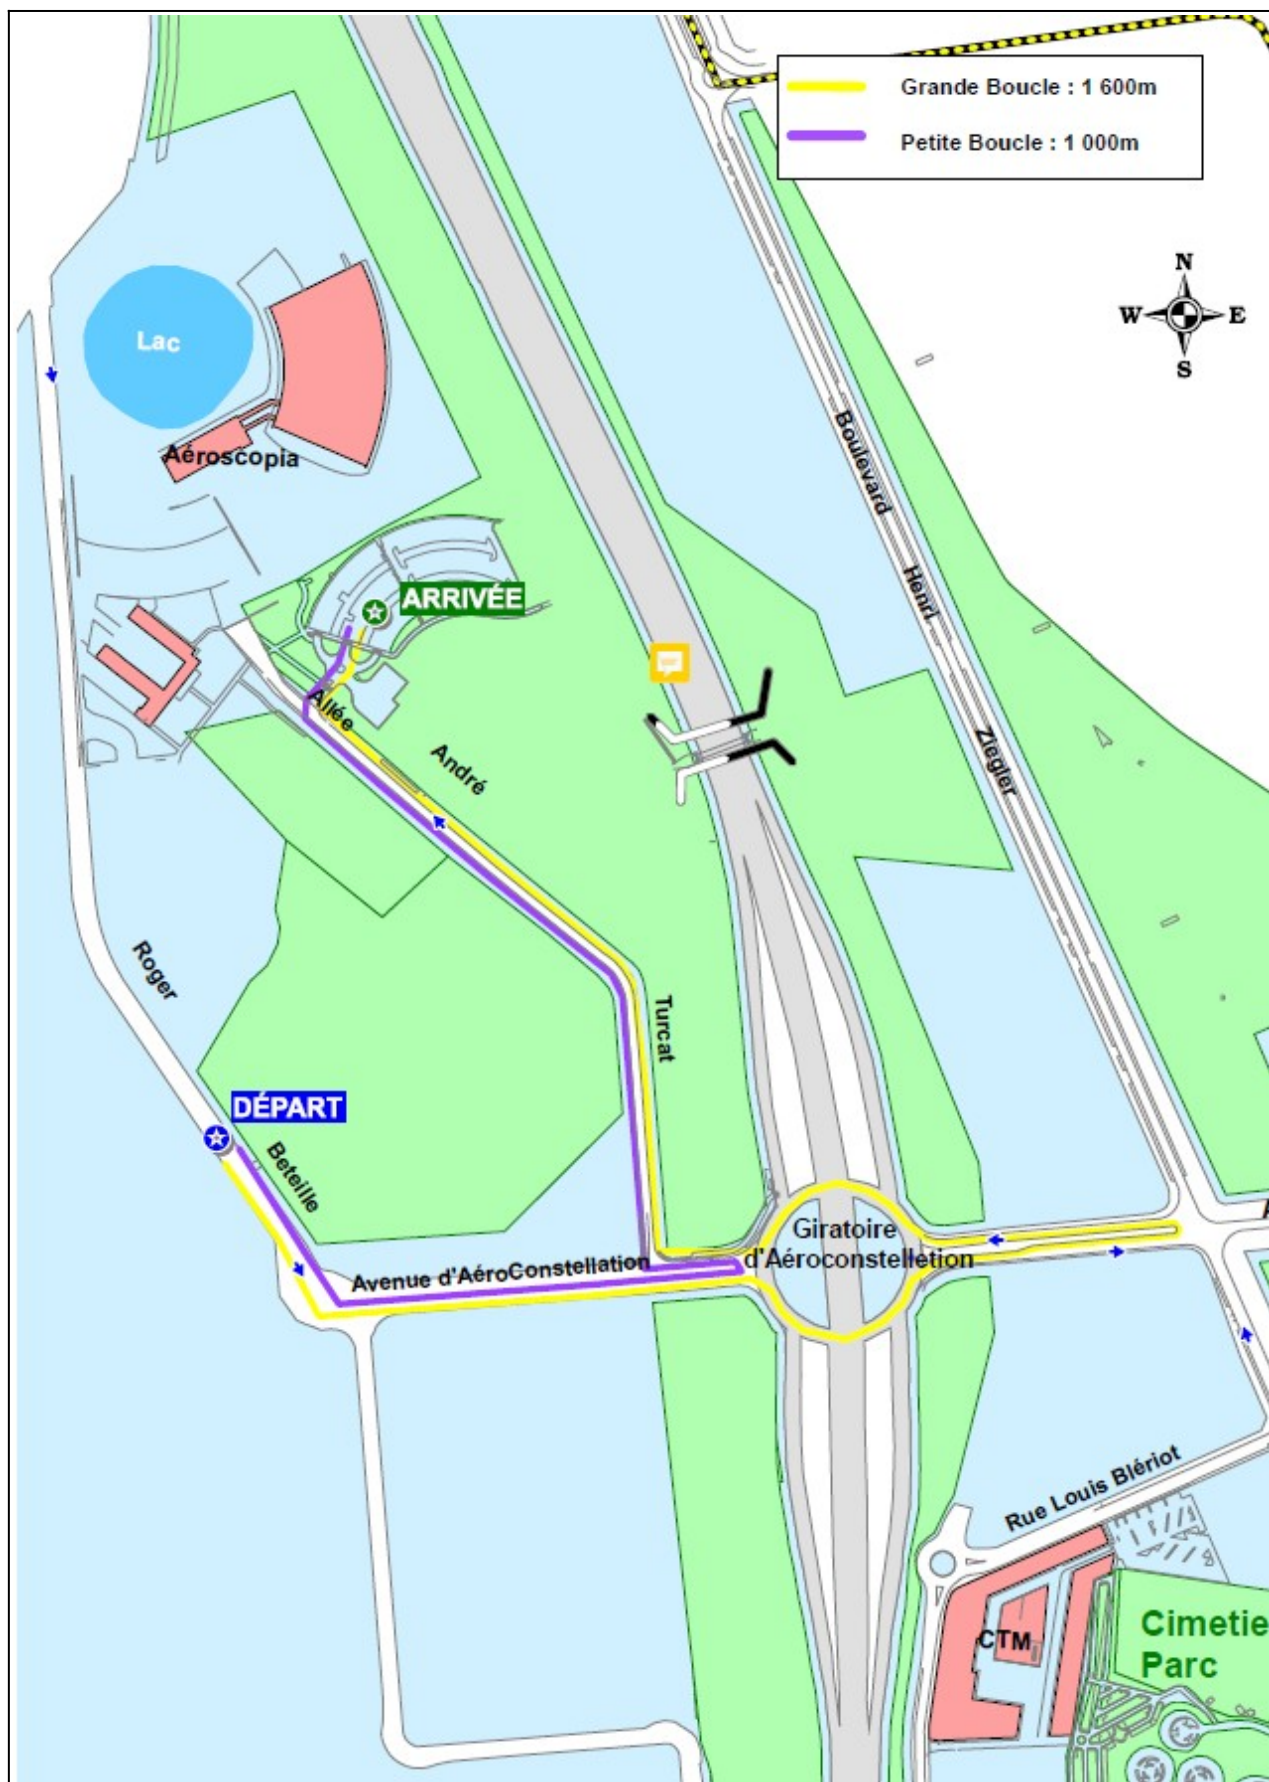 Grande Boucle : 1 600m
Petite Boucle : 1 000m
N
W E
S
Lac
Aéroscopia
Boulevard
Henri
Ziegler
ARRIVÉE
Allée
André
Turcat
Roger
DÉPART
Beteille
Avenue d'AéroConstellation
Giratoire
d'Aéroconstelletion
A
Rue Louis Blériot
CTM
Cimetie
Parc